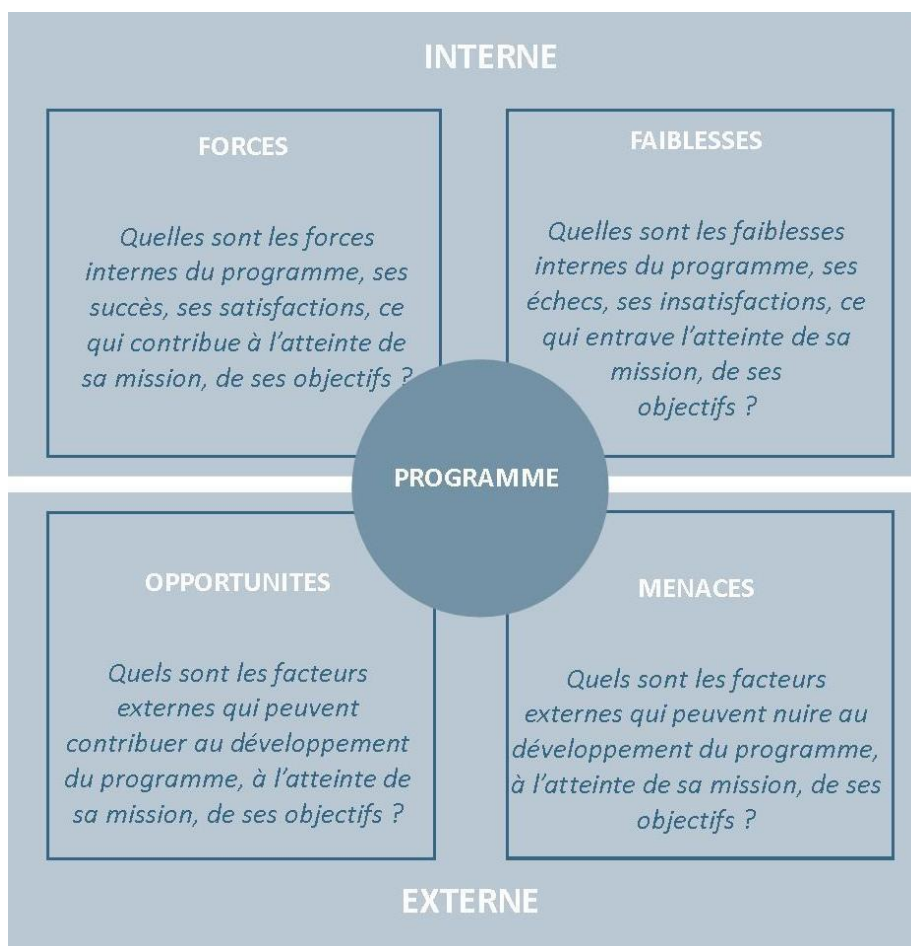 INTERNE
FORCES
Quelles sont les forces
internes du programme, ses
succès, ses satisfactions, ce
qui contribue à l’atteinte de
sa mission, de ses objectifs ?
FAIBLESSES
Quelles sont les faiblesses
internes du programme, ses
échecs, ses insatisfactions, ce
qui entrave l’atteinte de sa
mission, de ses
objectifs ?
PROGRAMME
OPPORTUNITES
Quels sont les facteurs
externes qui peuvent
contribuer au développement
du programme, à l’atteinte de
sa mission, de ses objectifs ?
MENACES
Quels sont les facteurs
externes qui peuvent nuire au
développement du programme,
à l’atteinte de sa mission, de ses
objectifs ?
EXTERNE